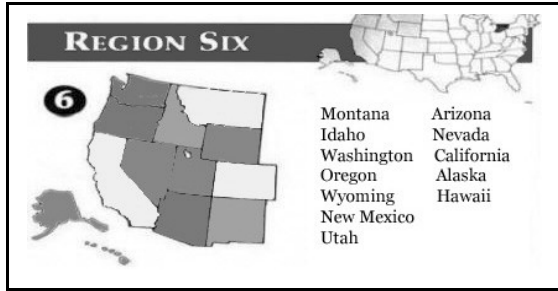 REGION SIX
6
Montana Arizona
Idaho Nevada
Washington California
Oregon Alaska
Wyoming Hawaii
New Mexico
Utah